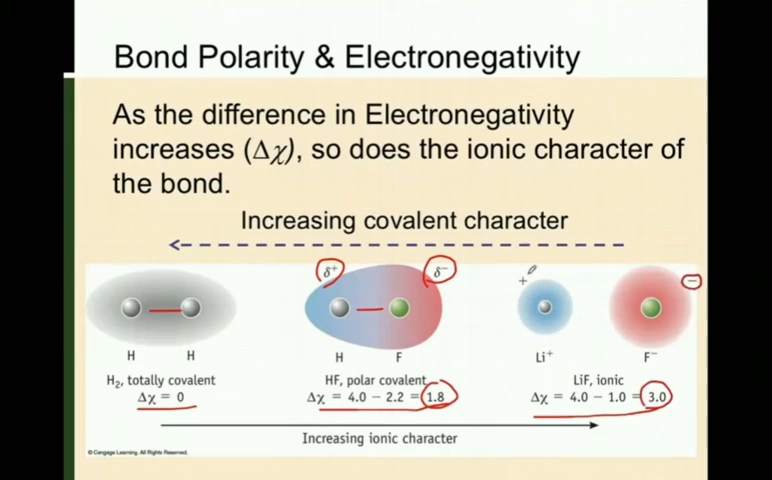 Bond Polarity & Electronegativity
As the difference in Electronegativity
increases (Δχ), so does the ionic character of
the bond.
Increasing covalent character
δ+ δ− + −
H H H F Li+ F−
H2, totally covalent HF, polar covalent LiF, ionic
Δχ = 0 Δχ = 4.0 − 2.2 = 1.8 Δχ = 4.0 − 1.0 = 3.0
Increasing ionic character
© Cengage Learning. All Rights Reserved.